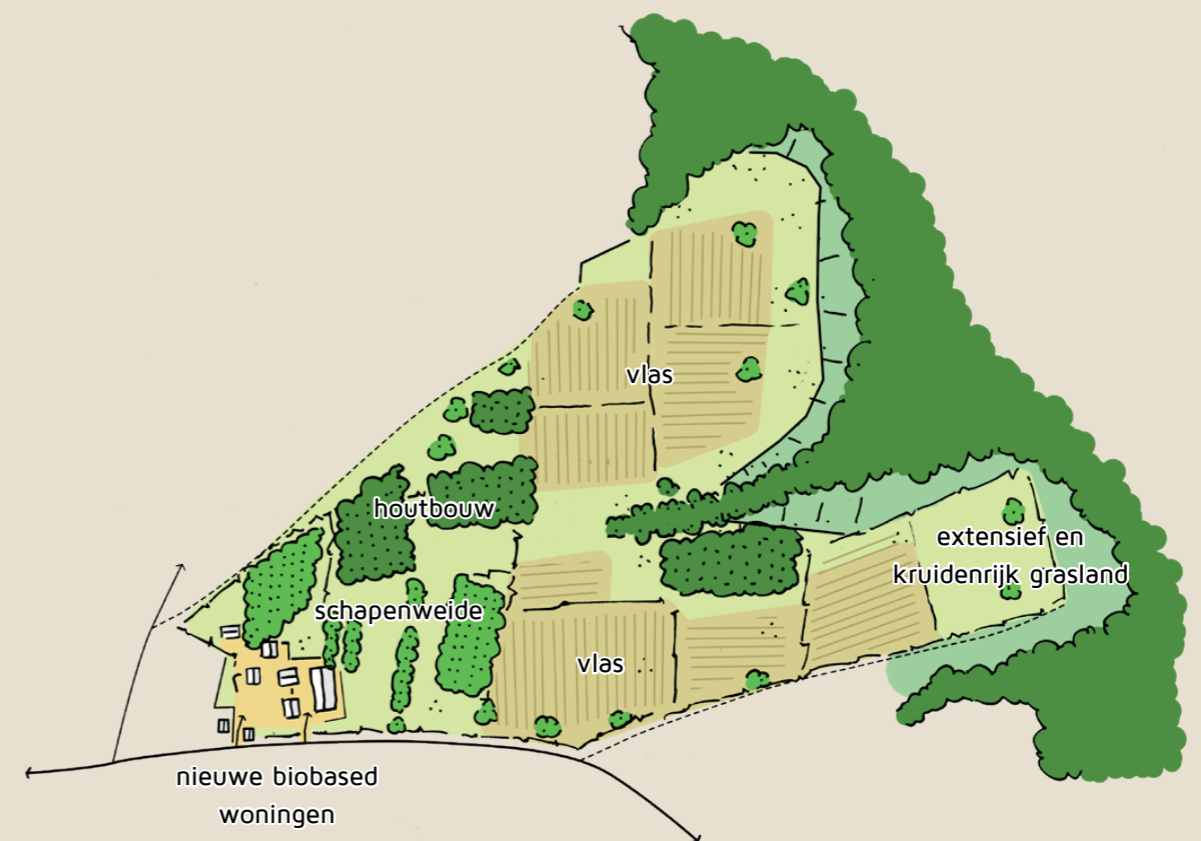 vlas
houtbouw
extensief en
kruidenrijk grasland
schapenweide
vlas
nieuwe biobased
woningen